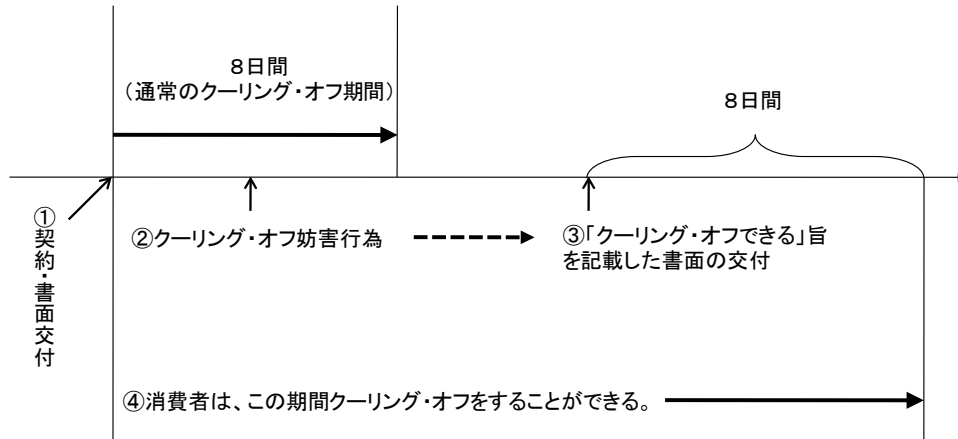 ８日間
（通常のクーリング・オフ期間）
８日間
①契約・書面交付
②クーリング・オフ妨害行為
③「クーリング・オフできる」旨
を記載した書面の交付
④消費者は、この期間クーリング・オフをすることができる。